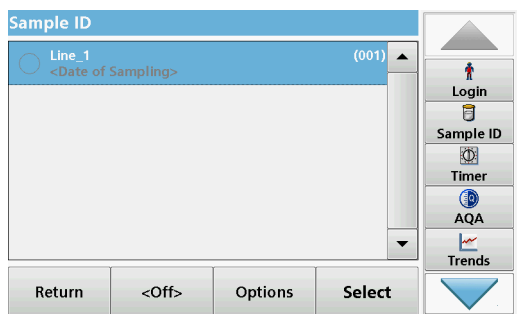 Sample ID
Line_1 (001)
<Date of Sampling>
Login
Sample ID
Timer
AQA
Trends
Return <Off> Options Select